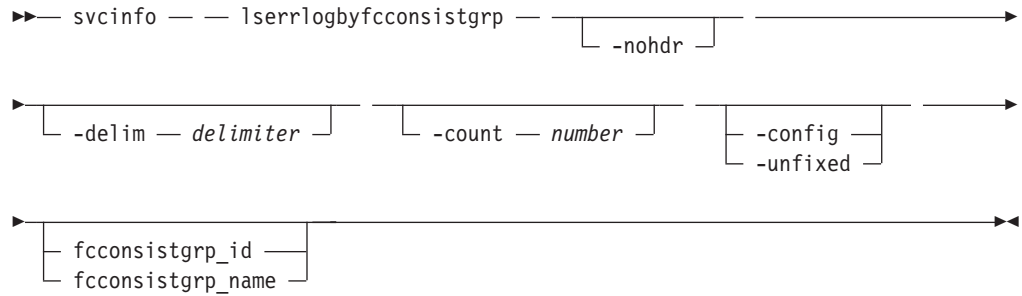 svcinfo lserrlogbyfcconsistgrp
-nohdr
-delim delimiter -count number -config
-unfixed
fcconsistgrp_id
fcconsistgrp_name